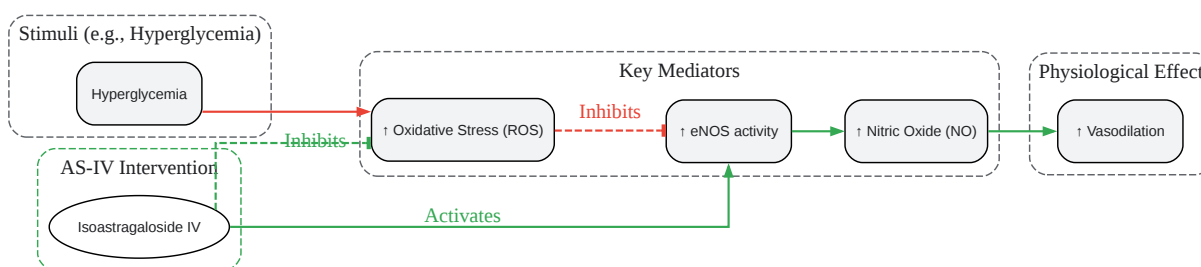 Stimuli (e.g., Hyperglycemia)
Hyperglycemia
Key Mediators
↑ Oxidative Stress (ROS)
Inhibits
↑ eNOS activity
↑ Nitric Oxide (NO)
Physiological Effect
↑ Vasodilation
Inhibits
AS-IV Intervention
Isoastragaloside IV
Activates